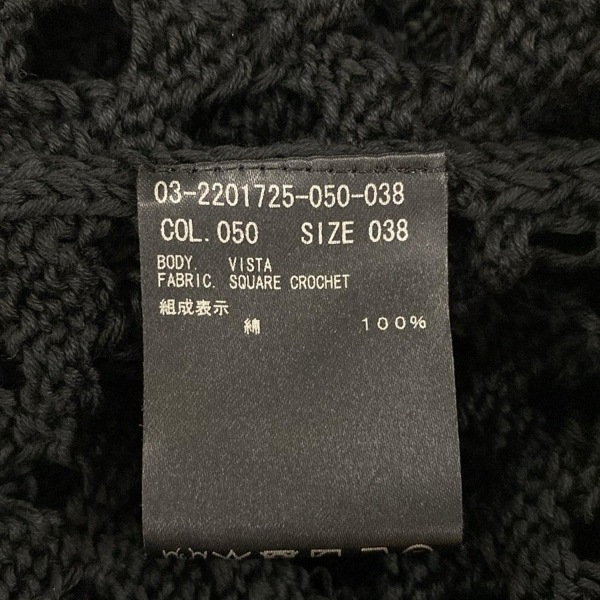 03-2201725-050-038
COL. 050 SIZE 038
BODY. VISTA
FABRIC. SQUARE CROCHET
組成表示
綿 100%